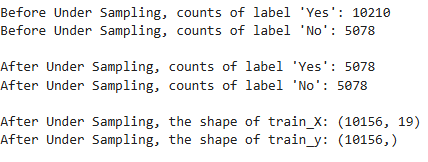 Before Under Sampling, counts of label 'Yes': 10210
Before Under Sampling, counts of label 'No': 5078
After Under Sampling, counts of label 'Yes': 5078
After Under Sampling, counts of label 'No': 5078
After Under Sampling, the shape of train_X: (10156, 19)
After Under Sampling, the shape of train_y: (10156,)